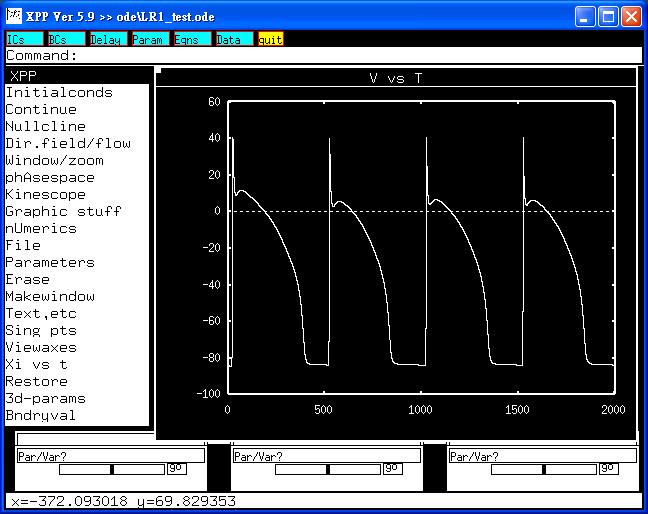 XPP Ver 5.9 >> ode\LR1_test.ode
ICs BCs Delay Param Eqns Data quit
Command:
XPP
Initialconds
Continue
Nullcline
Dir.field/flow
Window/zoom
phAsespace
Kinescope
Graphic stuff
nUmerics
File
Parameters
Erase
Makewindow
Text,etc
Sing pts
Viewaxes
Xi vs t
Restore
3d-params
Bndryval
V vs T
60
40
20
0
-20
-40
-60
-80
-100
0 500 1000 1500 2000
Par/Var? Par/Var? Par/Var?
go go go
x=-372.093018 y=69.829353